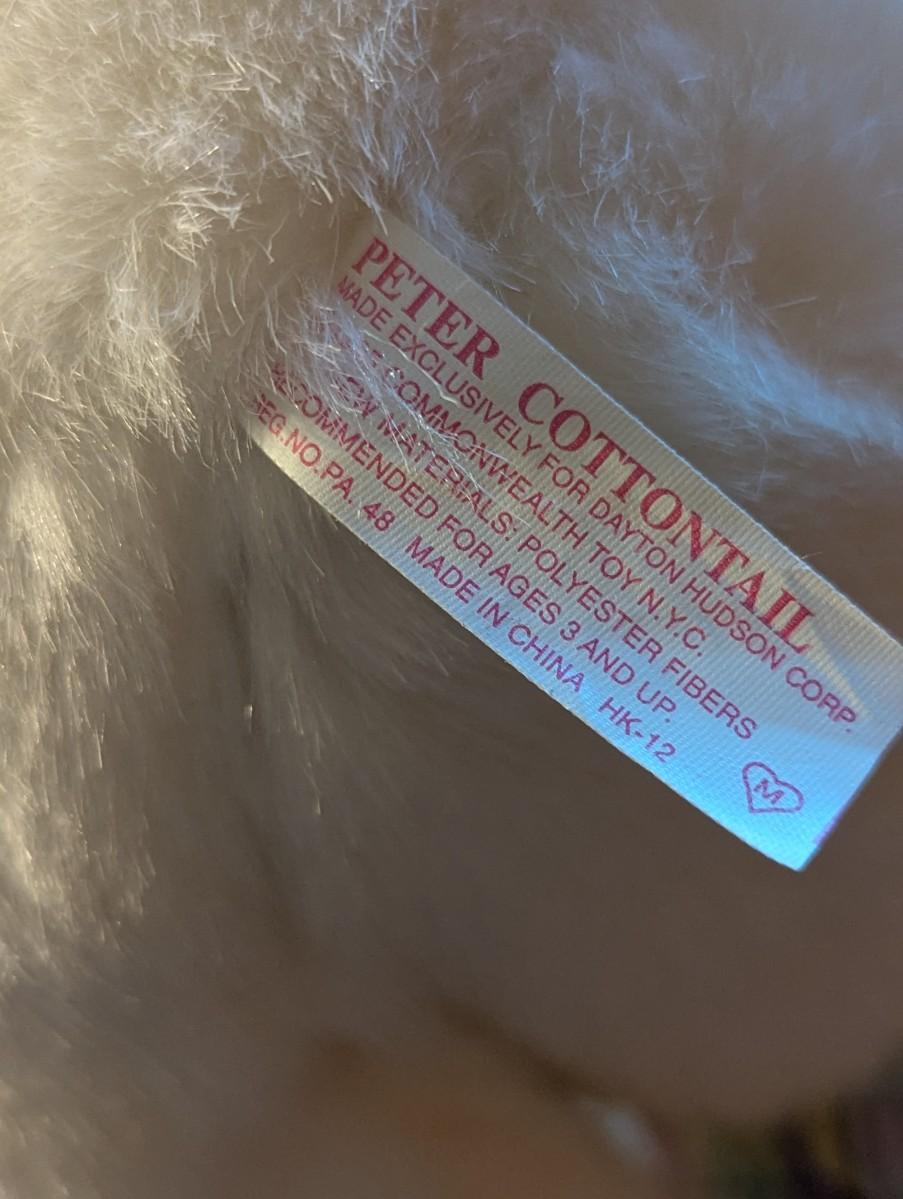 PETER COTTONTAIL
MADE EXCLUSIVELY FOR DAYTON HUDSON CORP.
COMMONWEALTH TOY N.Y.C.
MATERIALS: POLYESTER FIBERS
RECOMMENDED FOR AGES 3 AND UP.
REG.NO.PA. 48 MADE IN CHINA HK-12
M